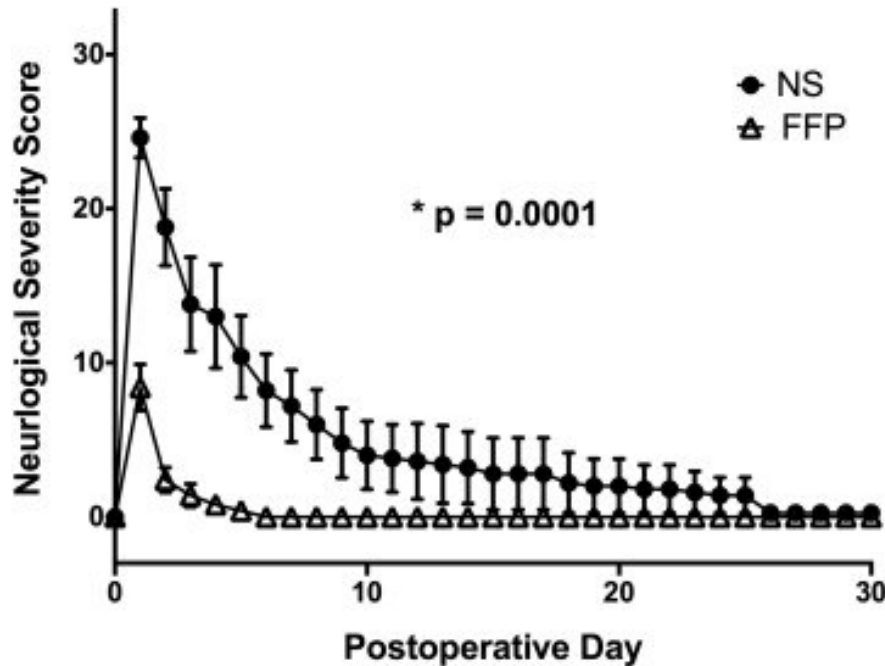 30
NS
FFP
20
* p = 0.0001
10
0
0
10
20
30
Neurlogical Severity Score
Postoperative Day